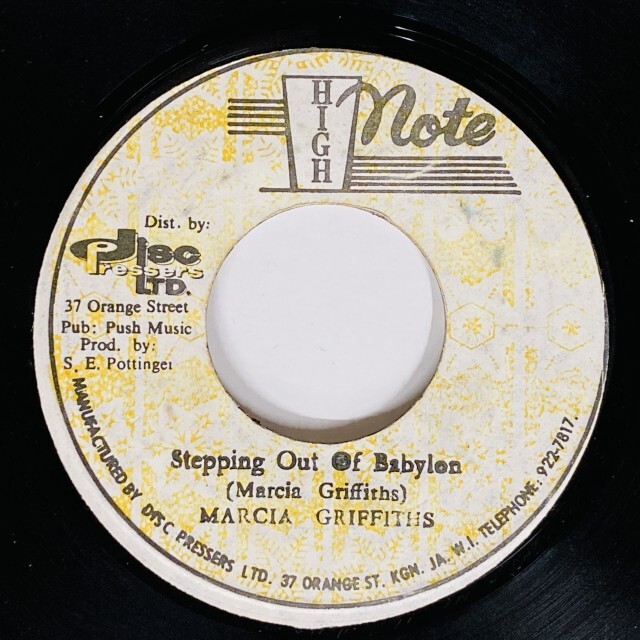 HIGH Note
Dist. by:
Disc
Pressers
LTD.
37 Orange Street
Pub: Push Music
Prod. by:
S. E. Pottinger
Stepping Out Of Babylon
(Marcia Griffiths)
MARCIA GRIFFITHS
MANUFACTURED BY DISC PRESSERS LTD. 37 ORANGE ST. KGN. JA. W.I. TELEPHONE: 922-7817.